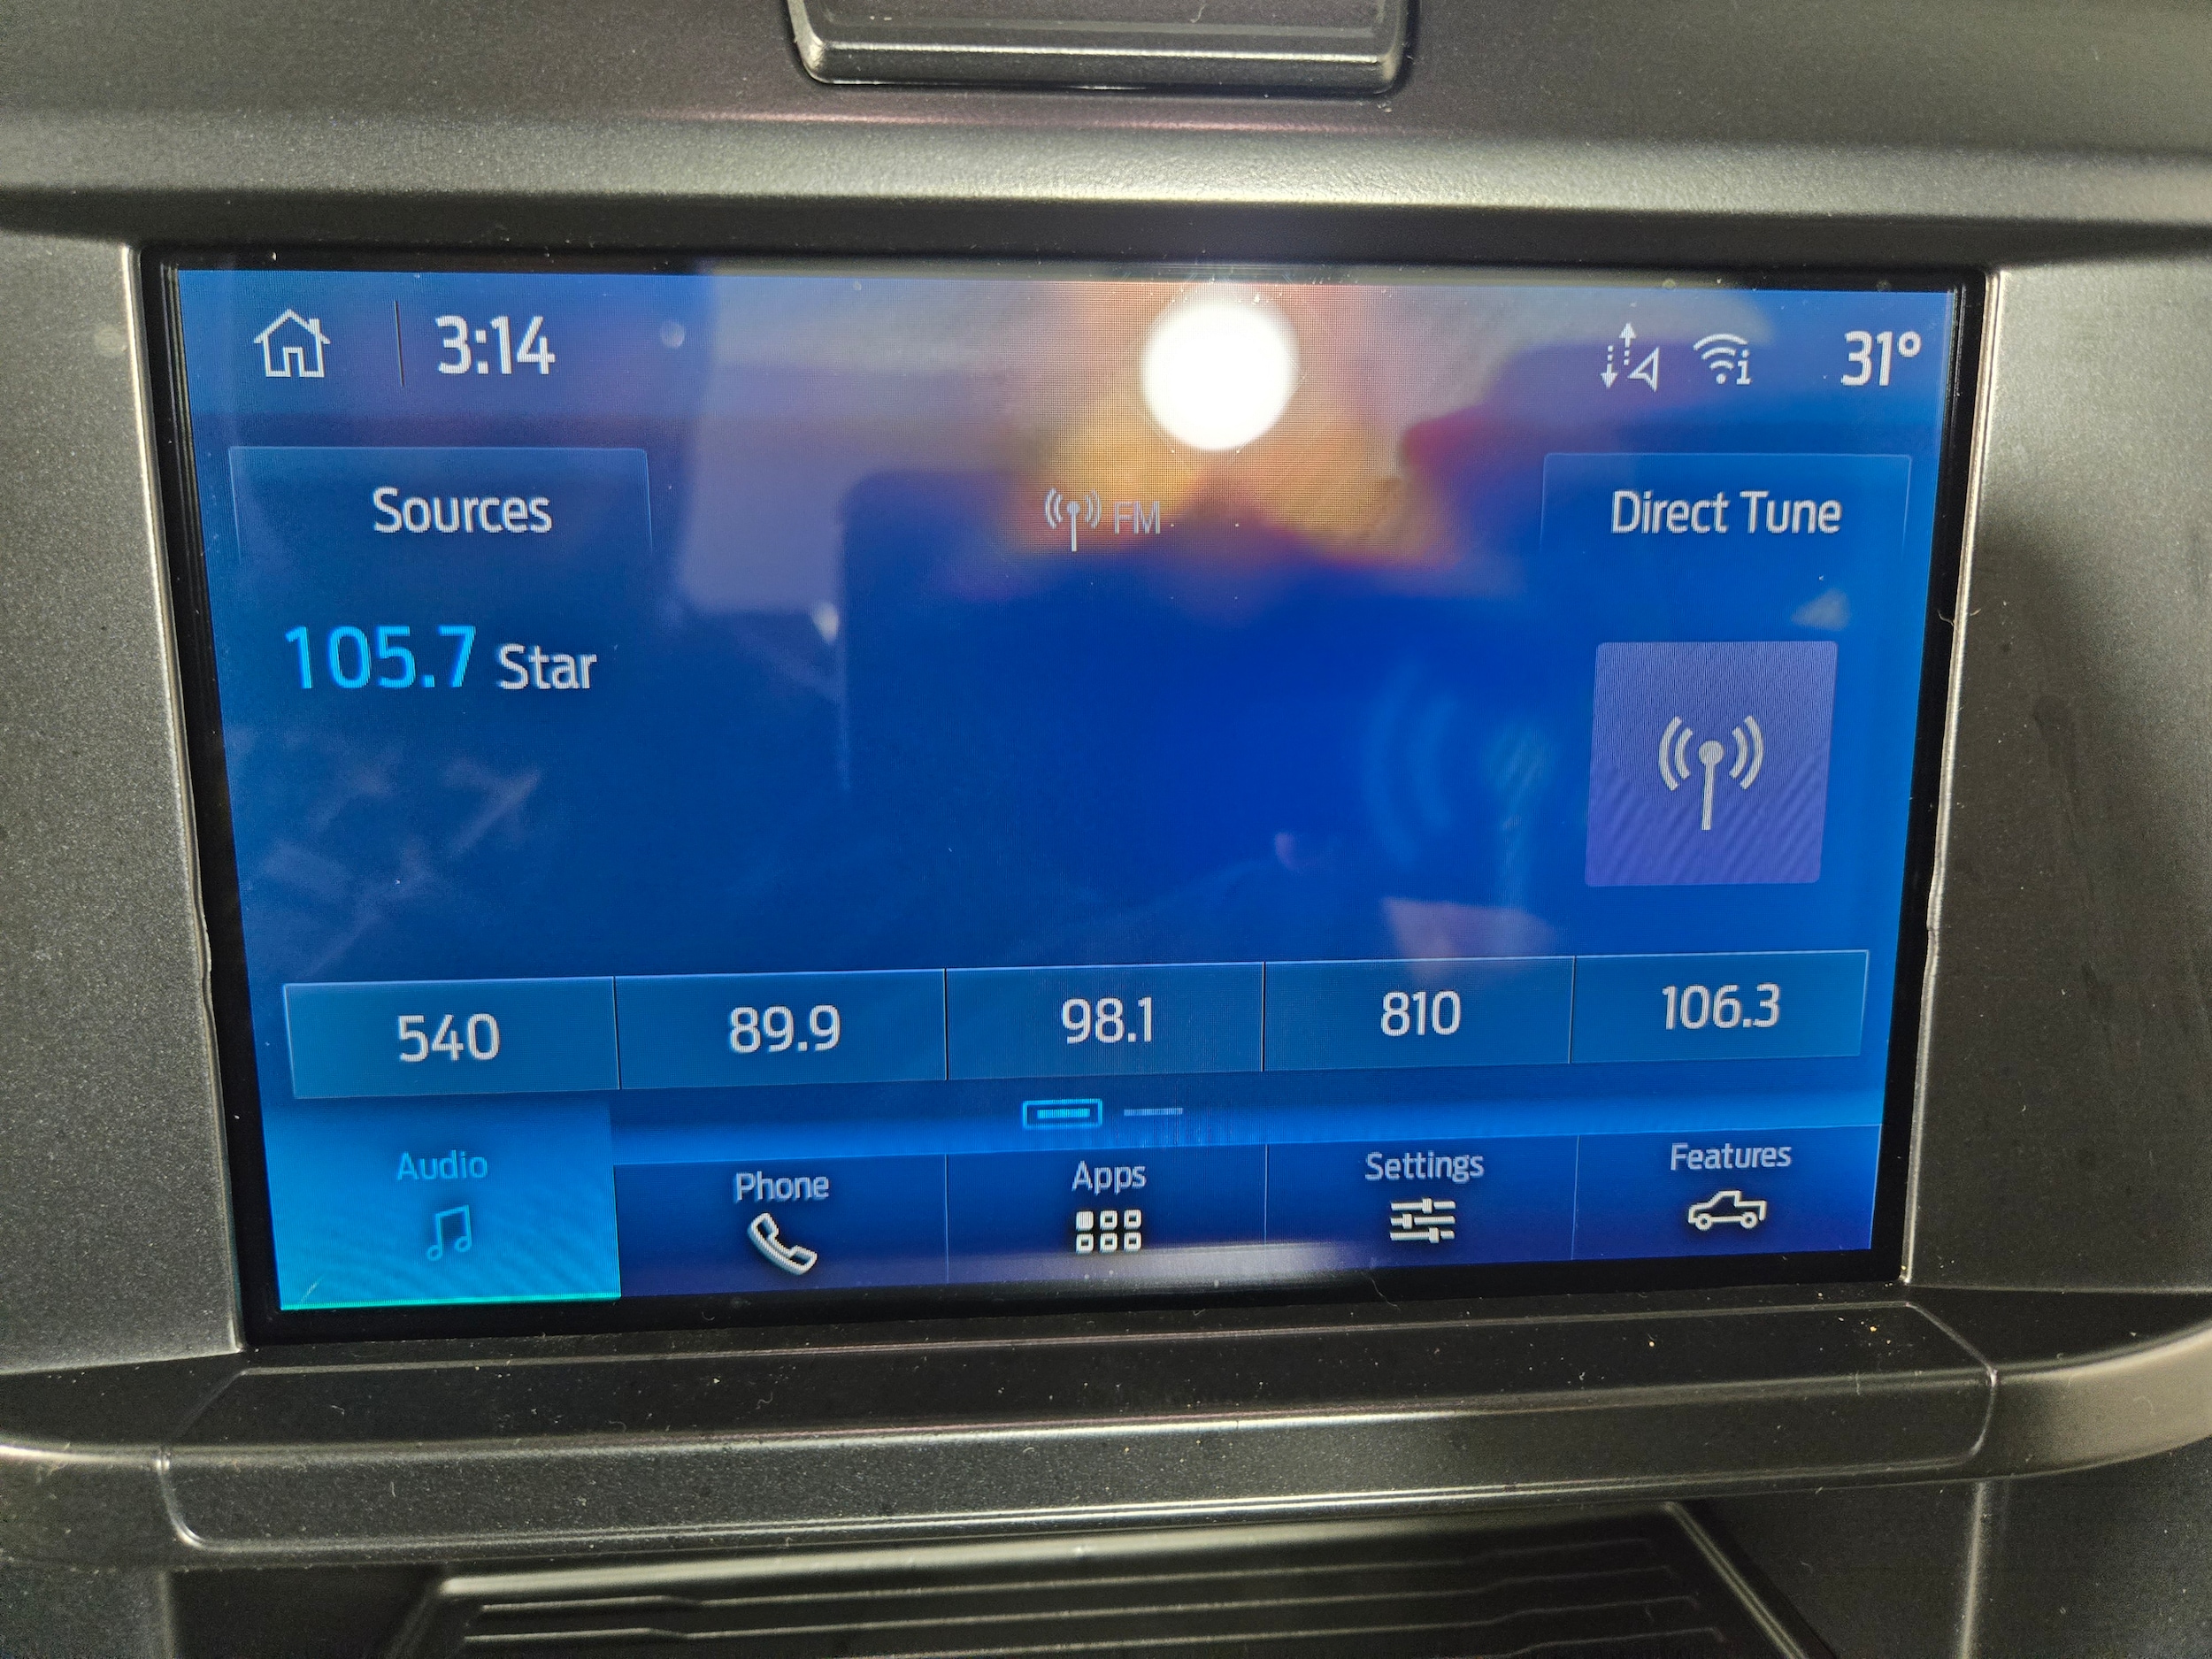 3:14
31°
Sources
FM
Direct Tune
105.7 Star
540
89.9
98.1
810
106.3
Audio
Phone
Apps
Settings
Features